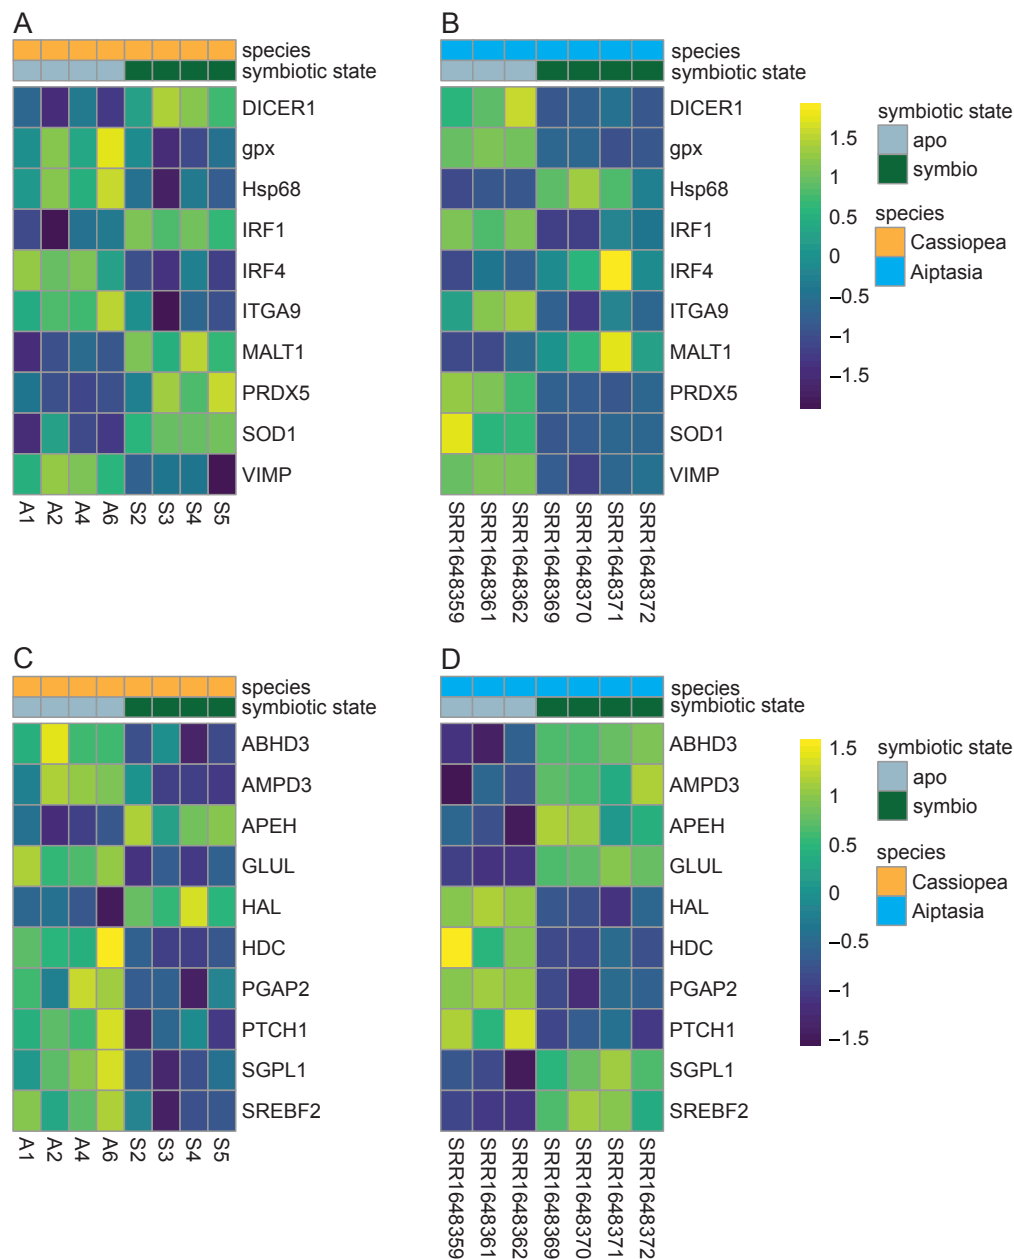 A
species
symbiotic state
DICER1
gpx
Hsp68
IRF1
IRF4
ITGA9
MALT1
PRDX5
SOD1
VIMP
A1
A2
A4
A6
S2
S3
S4
S5
B
species
symbiotic state
DICER1
gpx
Hsp68
IRF1
IRF4
ITGA9
MALT1
PRDX5
SOD1
VIMP
SRR1648359
SRR1648361
SRR1648362
SRR1648369
SRR1648370
SRR1648371
SRR1648372
1.5
1
0.5
0
−0.5
−1
−1.5
symbiotic state
apo
symbio
species
Cassiopea
Aiptasia
C
species
symbiotic state
ABHD3
AMPD3
APEH
GLUL
HAL
HDC
PGAP2
PTCH1
SGPL1
SREBF2
A1
A2
A4
A6
S2
S3
S4
S5
D
species
symbiotic state
ABHD3
AMPD3
APEH
GLUL
HAL
HDC
PGAP2
PTCH1
SGPL1
SREBF2
SRR1648359
SRR1648361
SRR1648362
SRR1648369
SRR1648370
SRR1648371
SRR1648372
1.5
1
0.5
0
−0.5
−1
−1.5
symbiotic state
apo
symbio
species
Cassiopea
Aiptasia